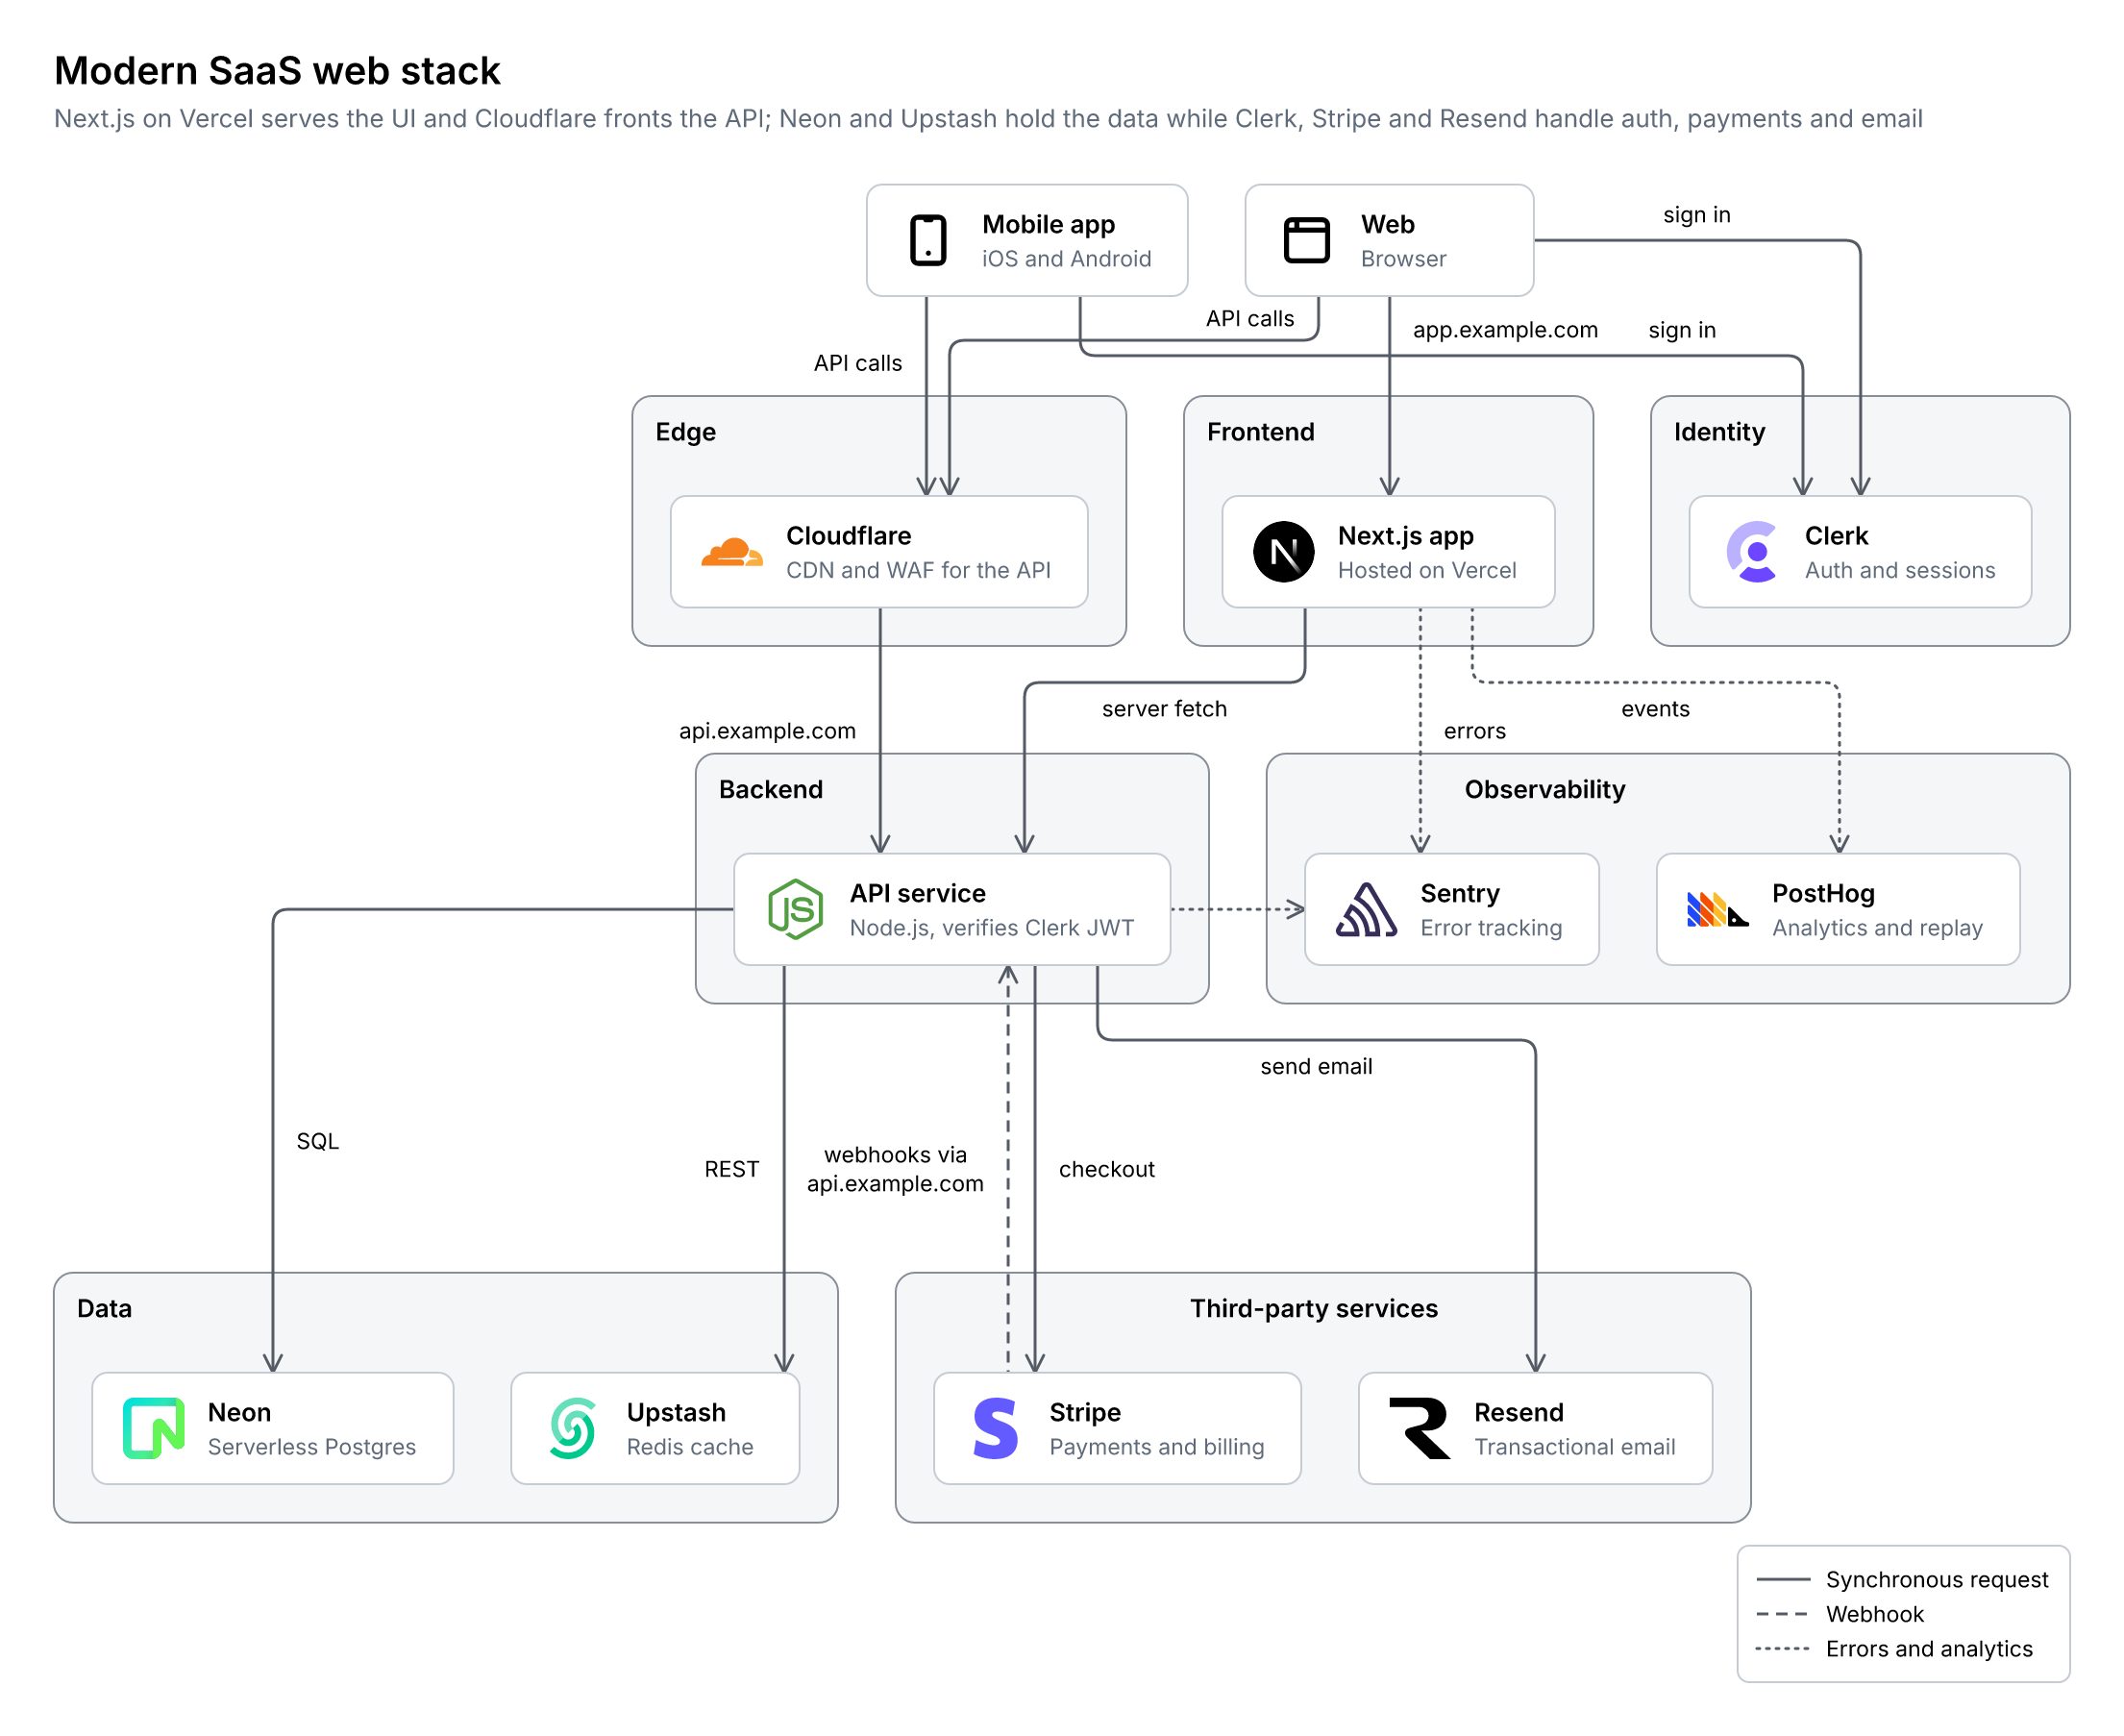 Modern SaaS web stack
Next.js on Vercel serves the UI and Cloudflare fronts the API; Neon and Upstash hold the data while Clerk, Stripe and Resend handle auth, payments and email
Mobile app
iOS and Android
Web
Browser
sign in
API calls
app.example.com
sign in
API calls
Edge
Frontend
Identity
Cloudflare
CDN and WAF for the API
Next.js app
Hosted on Vercel
Clerk
Auth and sessions
server fetch
events
api.example.com
errors
Backend
Observability
API service
Node.js, verifies Clerk JWT
Sentry
Error tracking
PostHog
Analytics and replay
send email
SQL
REST
webhooks via
api.example.com
checkout
Data
Third-party services
Neon
Serverless Postgres
Upstash
Redis cache
Stripe
Payments and billing
Resend
Transactional email
Synchronous request
Webhook
Errors and analytics